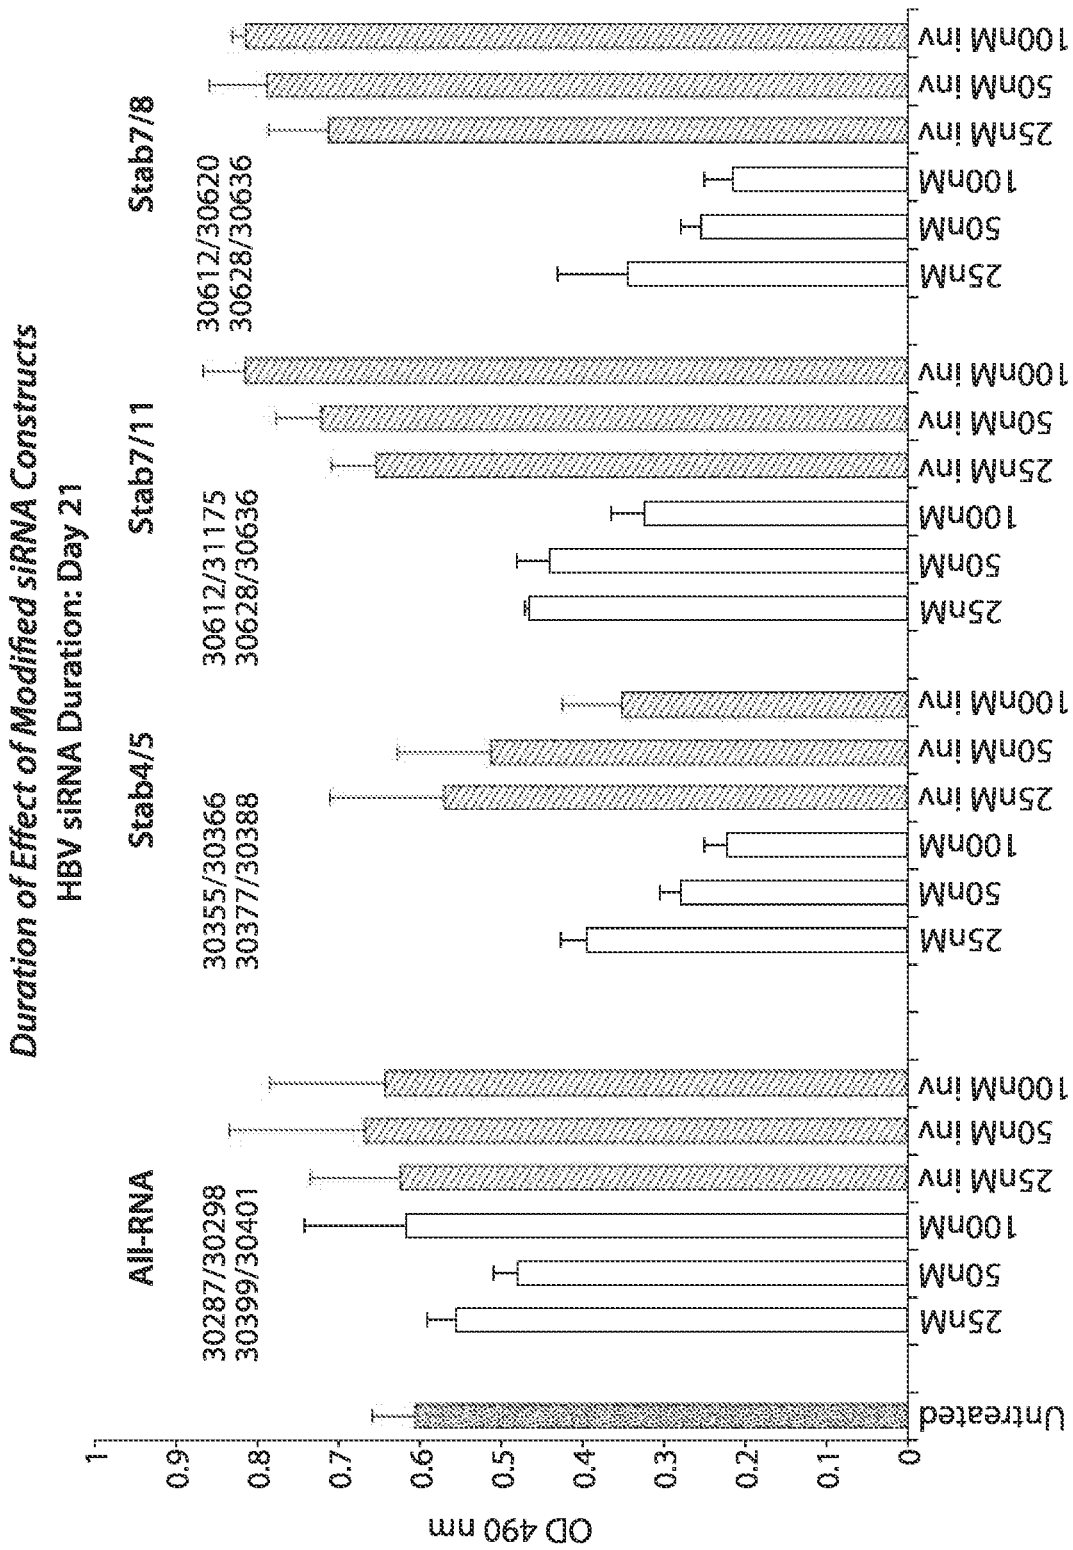 Duration of Effect of Modified siRNA Constructs
HBV siRNA Duration: Day 21
All-RNA
Stab4/5
Stab7/11
Stab7/8
30287/30298
30399/30401
30355/30366
30377/30388
30612/31175
30628/30636
30612/30620
30628/30636
OD 490 nm
1
0.9
0.8
0.7
0.6
0.5
0.4
0.3
0.2
0.1
0
Untreated
25nM
50nM
100nM
25nM inv
50nM inv
100nM inv
25nM
50nM
100nM
25nM inv
50nM inv
100nM inv
25nM
50nM
100nM
25nM inv
50nM inv
100nM inv
25nM
50nM
100nM
25nM inv
50nM inv
100nM inv